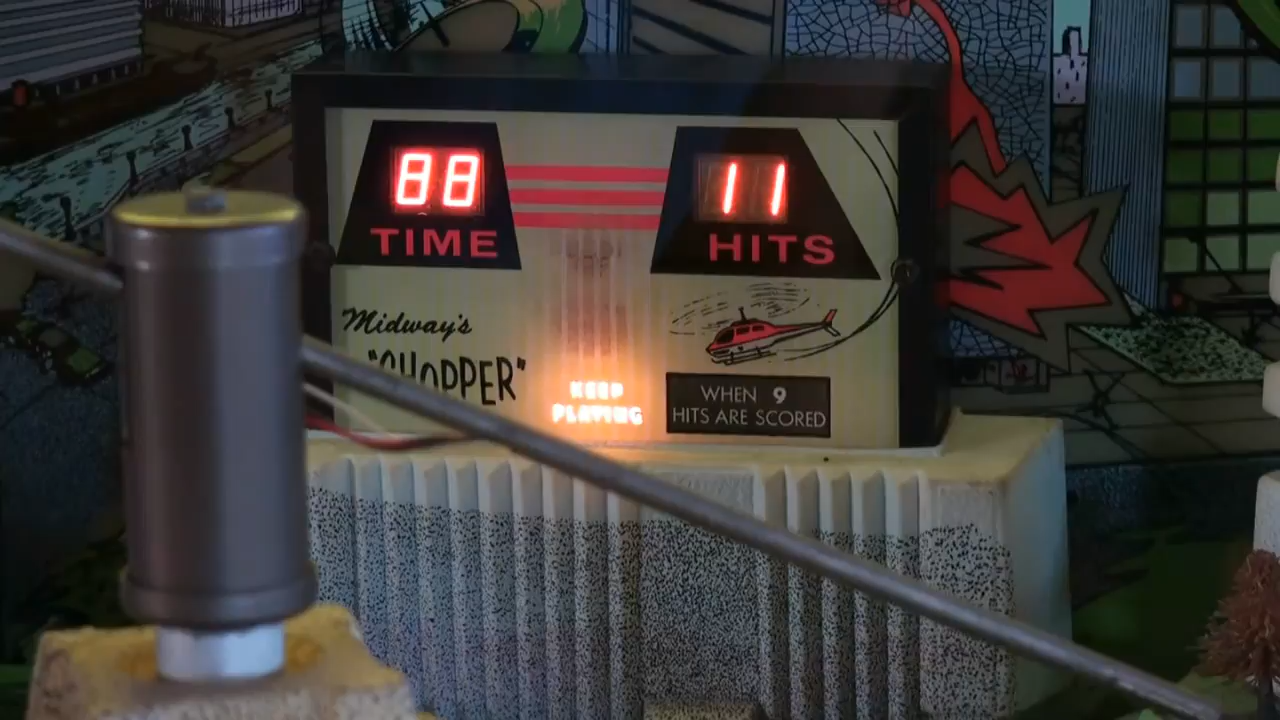 88
11
TIME
HITS
Midway's
"CHOPPER"
KEEP
PLAYING
WHEN 9
HITS ARE SCORED